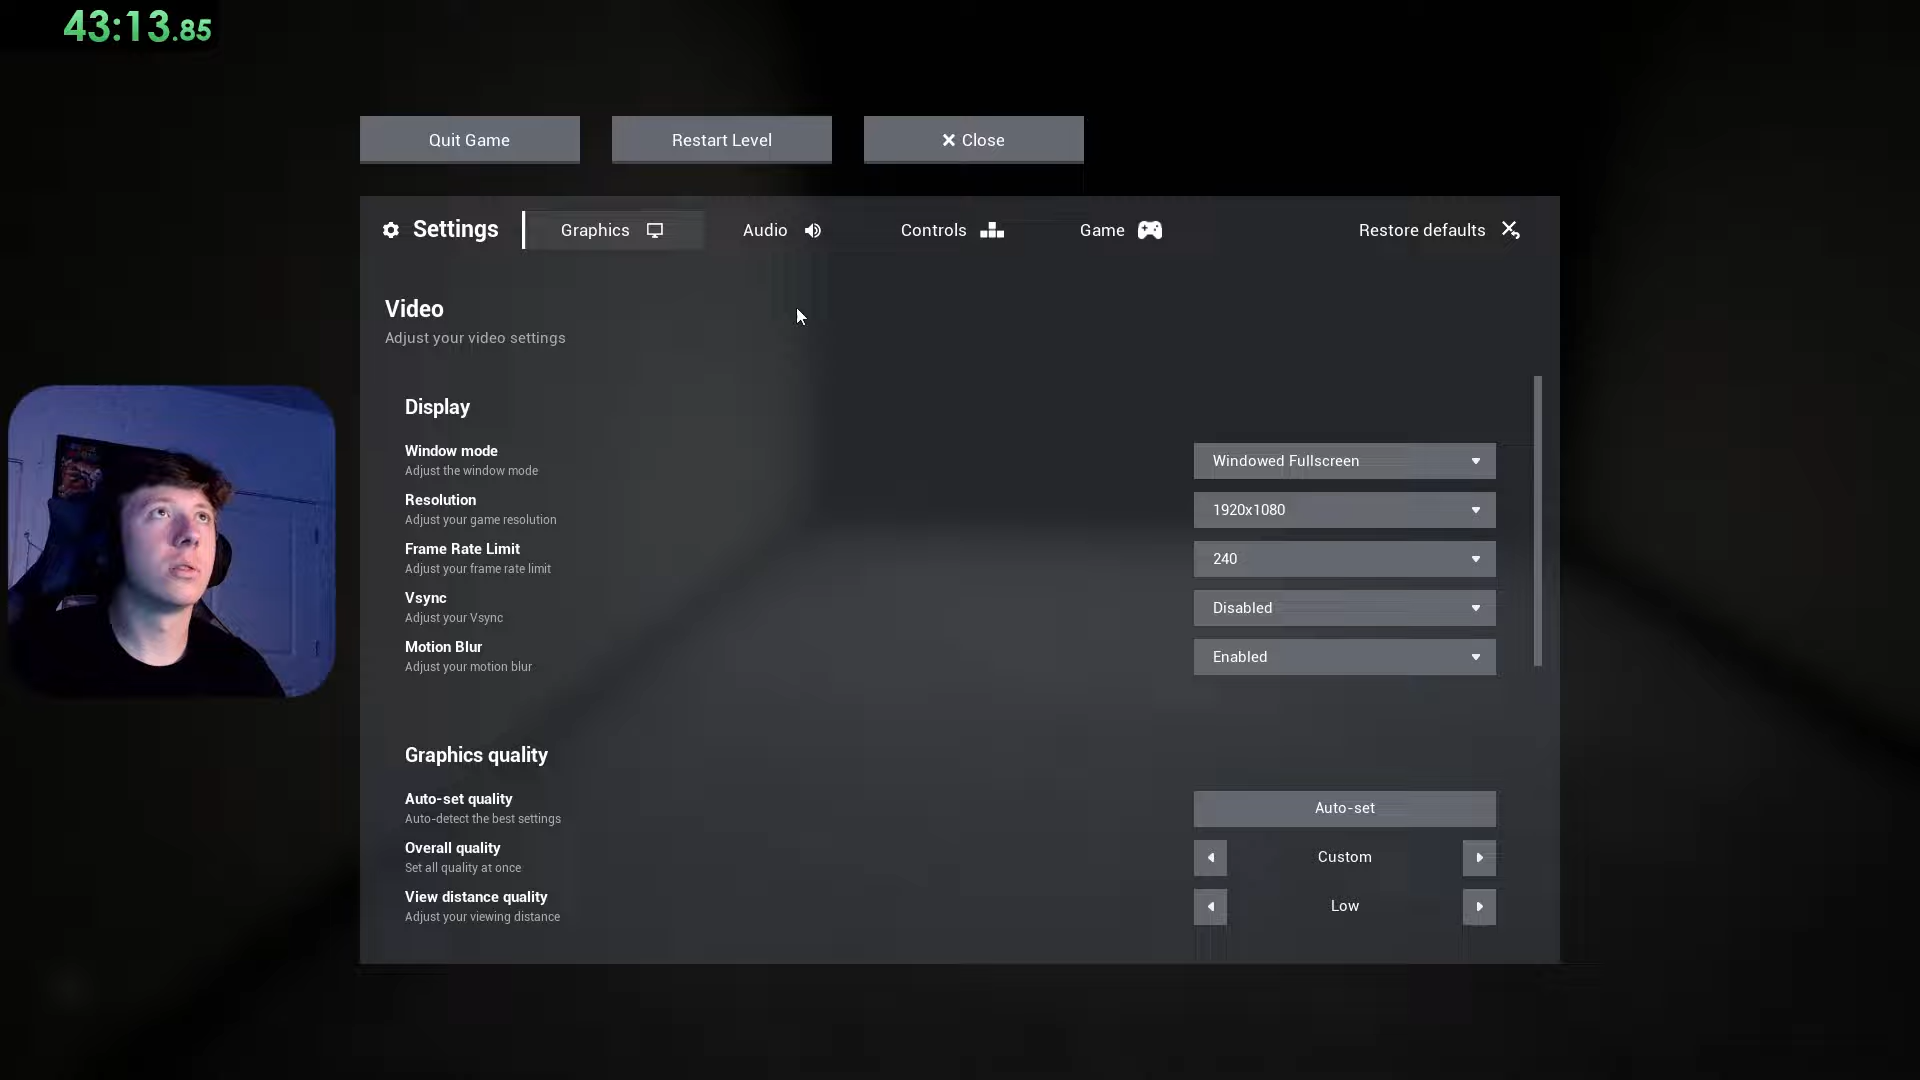 43:13.85
Quit Game
Restart Level
Close
Settings
Graphics
Audio
Controls
Game
Restore defaults
Video
Adjust your video settings
Display
Window mode
Adjust the window mode
Windowed Fullscreen
Resolution
Adjust your game resolution
1920x1080
Frame Rate Limit
Adjust your frame rate limit
240
Vsync
Adjust your Vsync
Disabled
Motion Blur
Adjust your motion blur
Enabled
Graphics quality
Auto-set quality
Auto-detect the best settings
Auto-set
Overall quality
Set all quality at once
Custom
View distance quality
Adjust your viewing distance
Low